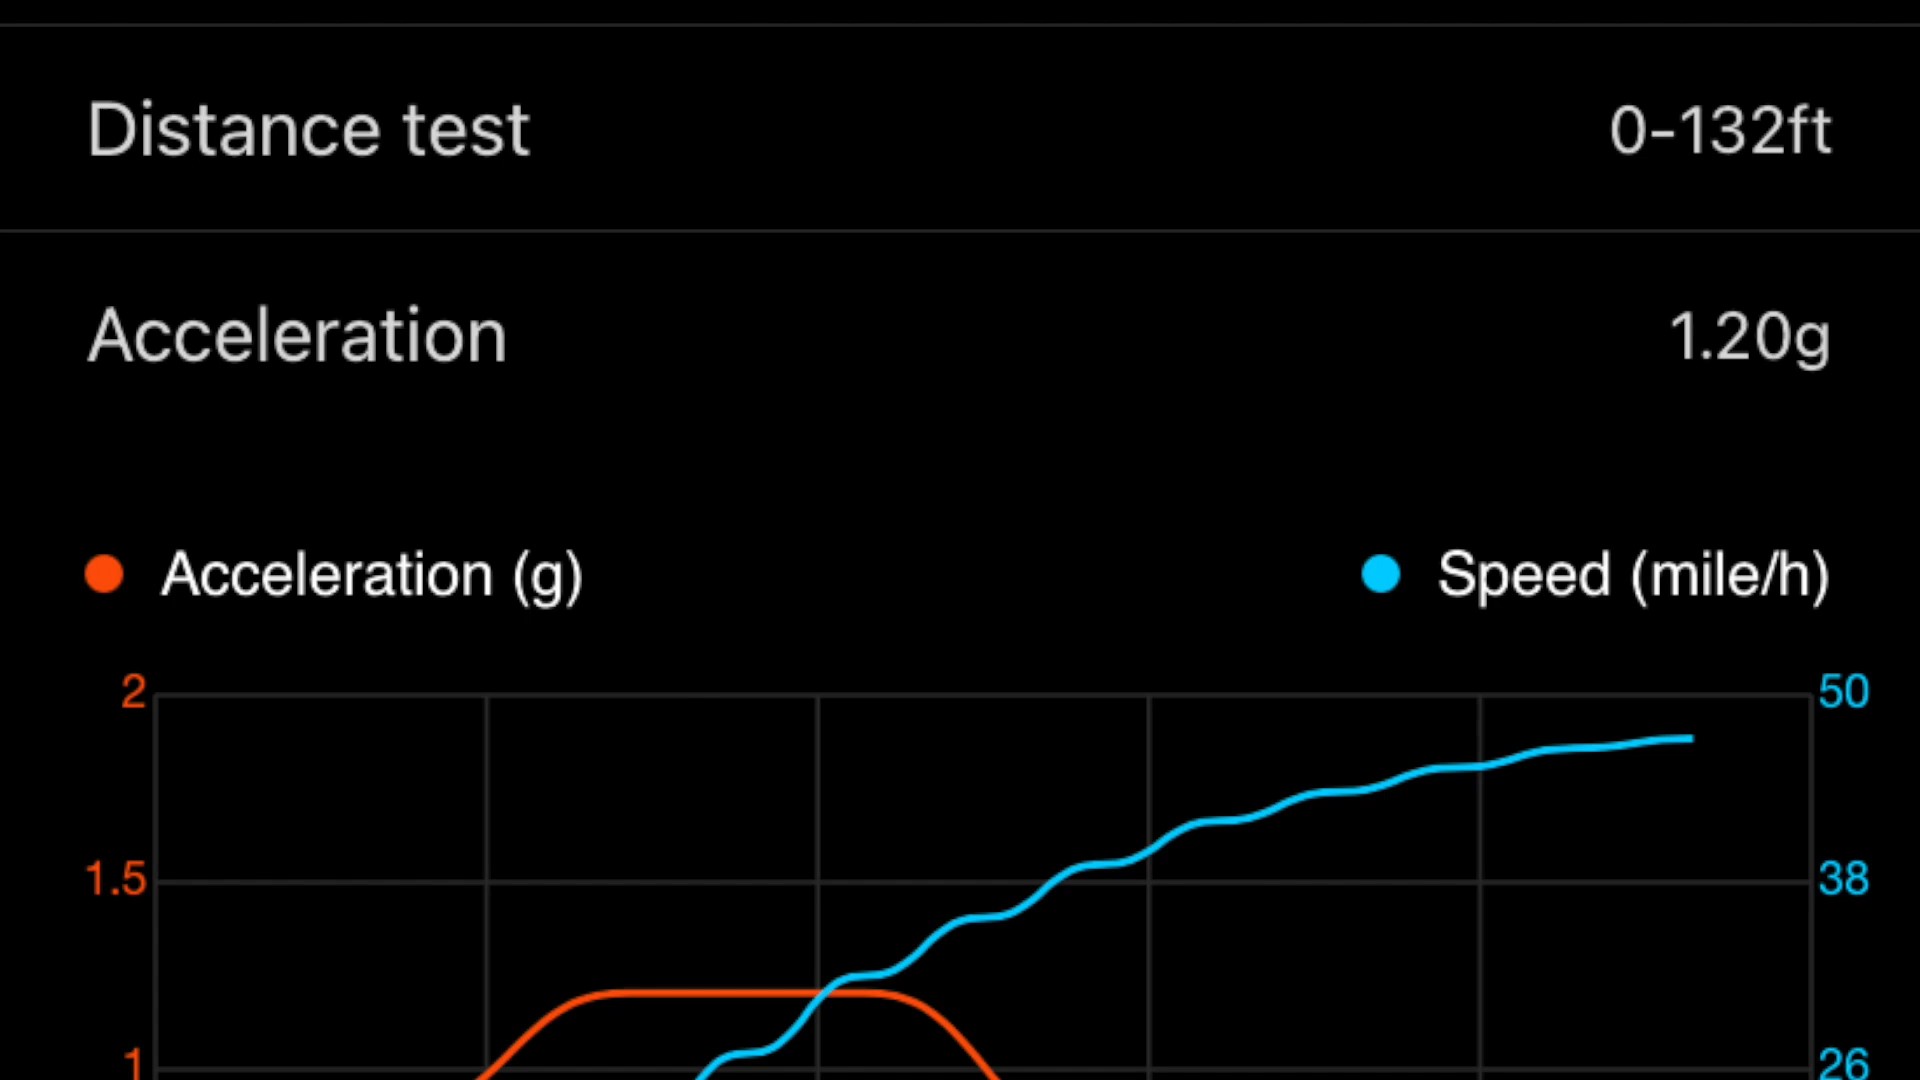 Distance test 0-132ft
Acceleration 1.20g
Acceleration (g) Speed (mile/h)
2 50
1.5 38
1 26